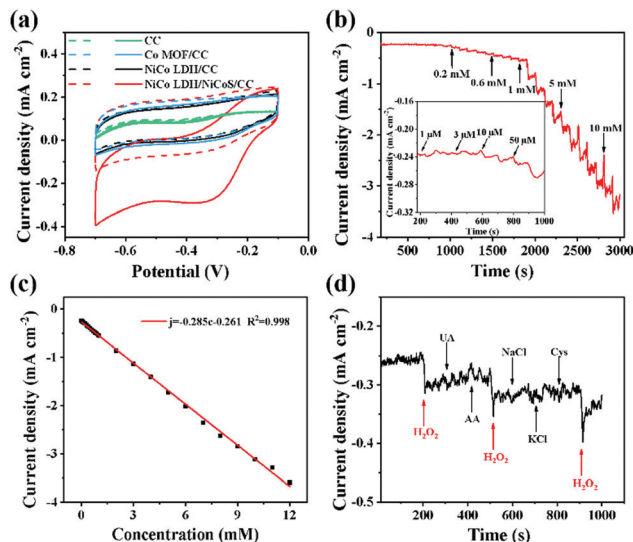 (a)
CC
Co MOF/CC
NiCo LDH/CC
NiCo LDH/NiCoS/CC
Current density (mA cm-2)
0.4
0.2
0.0
-0.2
-0.4
-0.8 -0.6 -0.4 -0.2 0.0
Potential (V)
(b)
Current density (mA cm-2)
0
-1
-2
-3
-4
0.2 mM
0.6 mM
1 mM
5 mM
10 mM
Current density (mA cm-2)
-0.16
-0.20
-0.24
-0.28
-0.32
1 μM
3 μM
10 μM
50 μM
200 400 600 800 1000
Time (s)
500 1000 1500 2000 2500 3000
Time (s)
(c)
Current density (mA cm-2)
0
-1
-2
-3
-4
j=-0.285c-0.261 R2=0.998
0 3 6 9 12
Concentration (mM)
(d)
Current density (mA cm-2)
-0.2
-0.3
-0.4
-0.5
UA
NaCl
Cys
AA
KCl
H2O2
H2O2
H2O2
200 400 600 800 1000
Time (s)